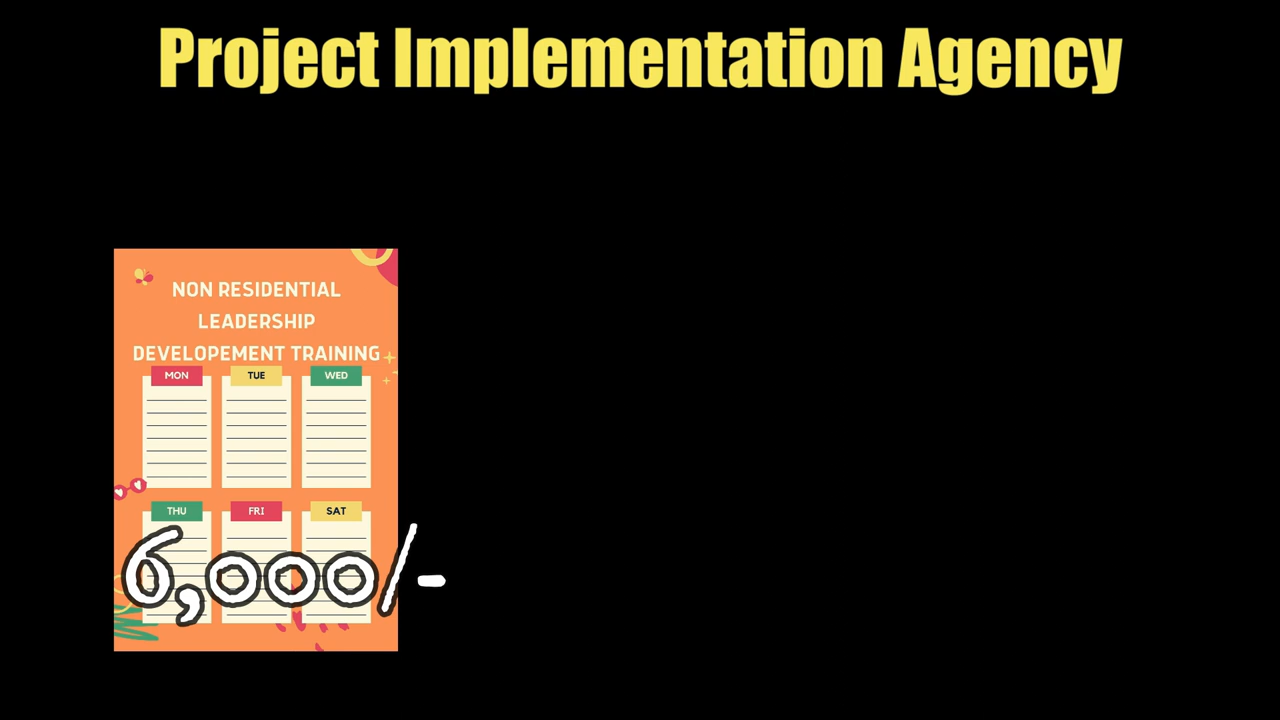 Project Implementation Agency
NON RESIDENTIAL
LEADERSHIP
DEVELOPEMENT TRAINING
MON TUE WED
THU FRI SAT
6,000/-